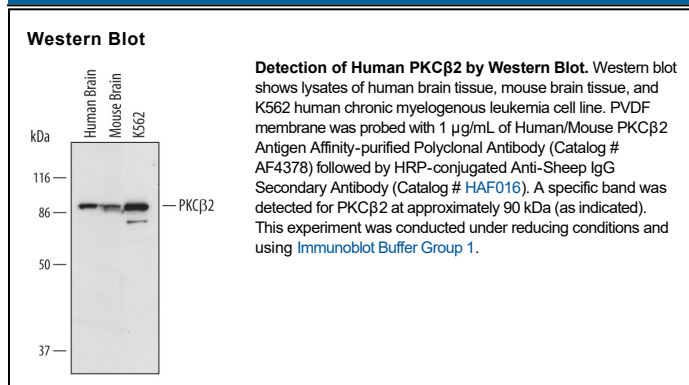 Western Blot
Human Brain
Mouse Brain
K562
kDa
116
86
50
37
PKCβ2
Detection of Human PKCβ2 by Western Blot. Western blot
shows lysates of human brain tissue, mouse brain tissue, and
K562 human chronic myelogenous leukemia cell line. PVDF
membrane was probed with 1 µg/mL of Human/Mouse PKCβ2
Antigen Affinity-purified Polyclonal Antibody (Catalog #
AF4378) followed by HRP-conjugated Anti-Sheep IgG
Secondary Antibody (Catalog # HAF016). A specific band was
detected for PKCβ2 at approximately 90 kDa (as indicated).
This experiment was conducted under reducing conditions and
using Immunoblot Buffer Group 1.